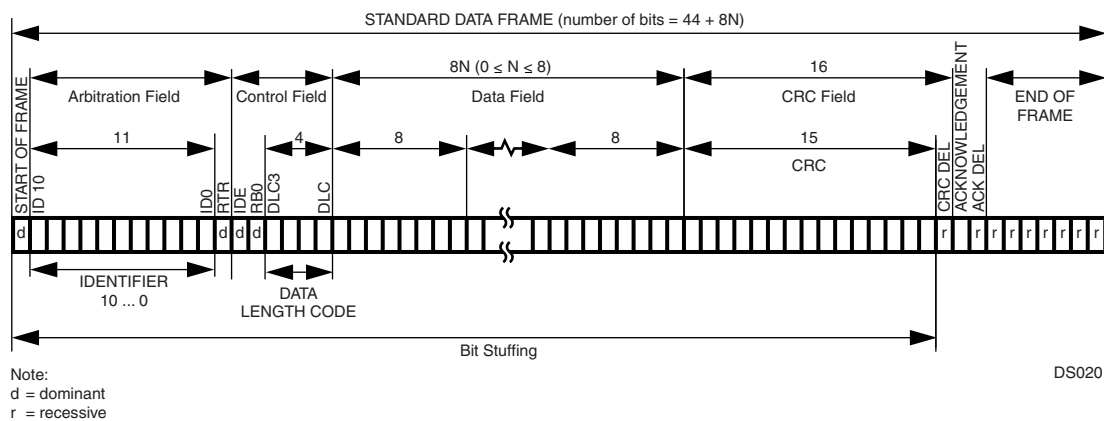 STANDARD DATA FRAME (number of bits = 44 + 8N)
START OF FRAME
8N (0 ≤ N ≤ 8)
16
Arbitration Field
Control Field
Data Field
CRC Field
ACKNOWLEDGEMENT
END OF
FRAME
11
4
8
8
15
CRC
ID 10
ID0
RTR
IDE
RB0
DLC3
DLC
CRC DEL
ACK DEL
d d d d r r r r r r r r r
IDENTIFIER
10 ... 0
DATA
LENGTH CODE
Bit Stuffing
Note:
d = dominant
r = recessive
DS020